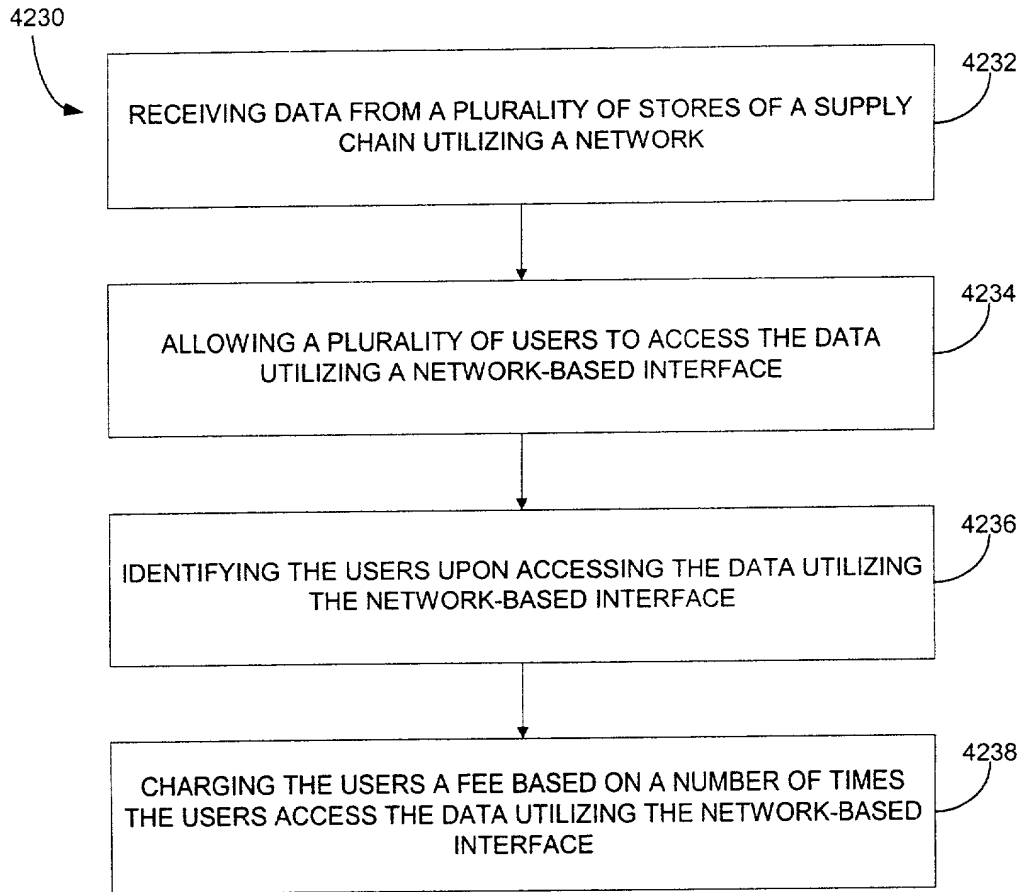 4230
4232
RECEIVING DATA FROM A PLURALITY OF STORES OF A SUPPLY
CHAIN UTILIZING A NETWORK
4234
ALLOWING A PLURALITY OF USERS TO ACCESS THE DATA
UTILIZING A NETWORK-BASED INTERFACE
4236
IDENTIFYING THE USERS UPON ACCESSING THE DATA UTILIZING
THE NETWORK-BASED INTERFACE
4238
CHARGING THE USERS A FEE BASED ON A NUMBER OF TIMES
THE USERS ACCESS THE DATA UTILIZING THE NETWORK-BASED
INTERFACE